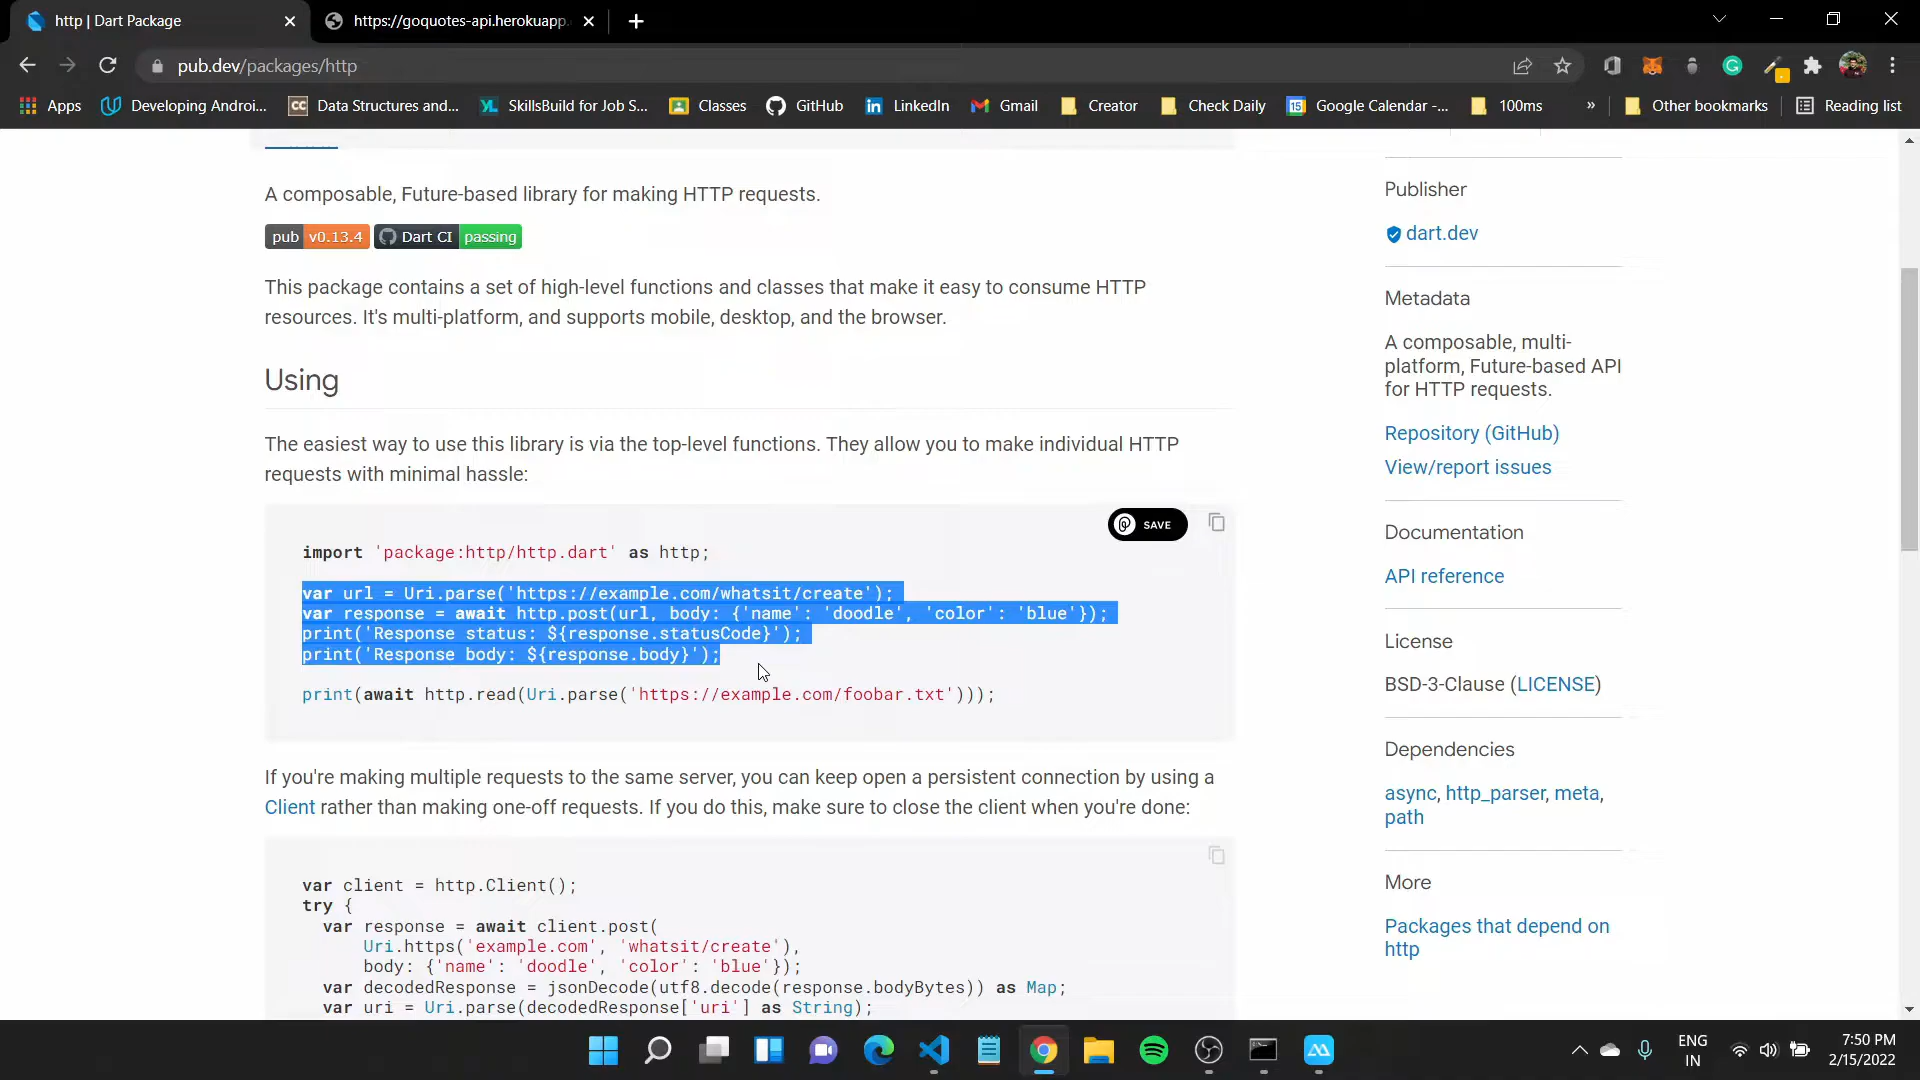 http | Dart Package
https://goquotes-api.herokuapp.
pub.dev/packages/http
Apps
Developing Androi...
CC
Data Structures and...
YL
SkillsBuild for Job S...
Classes
GitHub
LinkedIn
Gmail
Creator
Check Daily
15
Google Calendar -...
100ms
»
Other bookmarks
Reading list
A composable, Future-based library for making HTTP requests.
pub v0.13.4 Dart CI passing
This package contains a set of high-level functions and classes that make it easy to consume HTTP
resources. It's multi-platform, and supports mobile, desktop, and the browser.
Using
The easiest way to use this library is via the top-level functions. They allow you to make individual HTTP
requests with minimal hassle:
SAVE
import 'package:http/http.dart' as http;
var url = Uri.parse('https://example.com/whatsit/create');
var response = await http.post(url, body: {'name': 'doodle', 'color': 'blue'});
print('Response status: ${response.statusCode}');
print('Response body: ${response.body}');
print(await http.read(Uri.parse('https://example.com/foobar.txt')));
If you're making multiple requests to the same server, you can keep open a persistent connection by using a
Client rather than making one-off requests. If you do this, make sure to close the client when you're done:
var client = http.Client();
try {
var response = await client.post(
Uri.https('example.com', 'whatsit/create'),
body: {'name': 'doodle', 'color': 'blue'});
var decodedResponse = jsonDecode(utf8.decode(response.bodyBytes)) as Map;
var uri = Uri.parse(decodedResponse['uri'] as String);
Publisher
dart.dev
Metadata
A composable, multi-
platform, Future-based API
for HTTP requests.
Repository (GitHub)
View/report issues
Documentation
API reference
License
BSD-3-Clause (LICENSE)
Dependencies
async, http_parser, meta,
path
More
Packages that depend on
http
ENG
IN
7:50 PM
2/15/2022